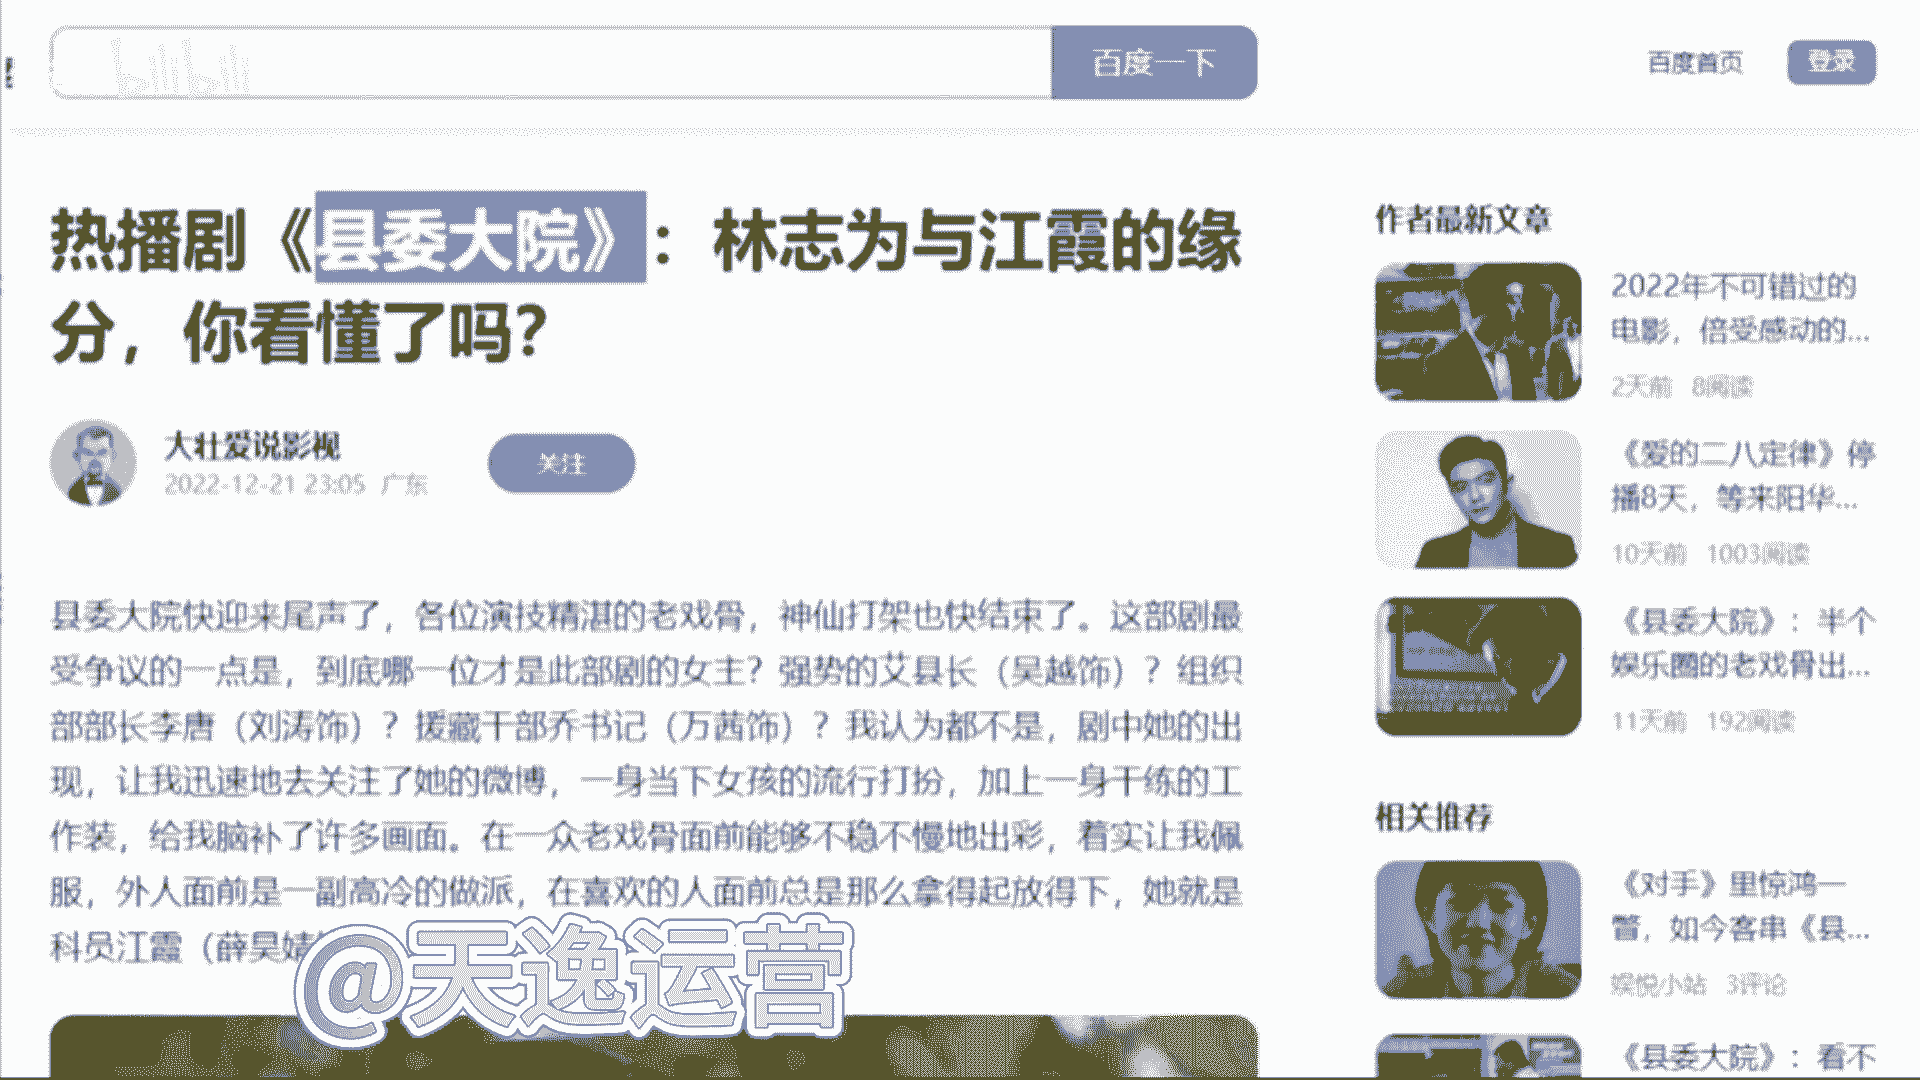 bilibili
百度一下
百度首页
登录
热播剧《县委大院》：林志为与江霞的缘
分，你看懂了吗？
大壮爱说影视
2022-12-21 23:05 广东
关注
县委大院快迎来尾声了，各位演技精湛的老戏骨，神仙打架也快结束了。这部剧最
受争议的一点是，到底哪一位才是此部剧的女主？强势的艾县长（吴越饰）？组织
部部长李唐（刘涛饰）？援藏干部乔书记（万茜饰）？我认为都不是，剧中她的出
现，让我迅速地去关注了她的微博，一身当下女孩的流行打扮，加上一身干练的工
作装，给我脑补了许多画面。在一众老戏骨面前能够不稳不慢地出彩，着实让我佩
服，外人面前是一副高冷的做派，在喜欢的人面前总是那么拿得起放得下，她就是
科员江霞（薛昊婧
@天逸运营
作者最新文章
2022年不可错过的
电影，倍受感动的...
2天前 8阅读
《爱的二八定律》停
播8天，等来阳华...
10天前 1003阅读
《县委大院》：半个
娱乐圈的老戏骨出...
11天前 192阅读
相关推荐
《对手》里惊鸿一
警，如今客串《县...
娱悦小站 3评论
《县委大院》：看不